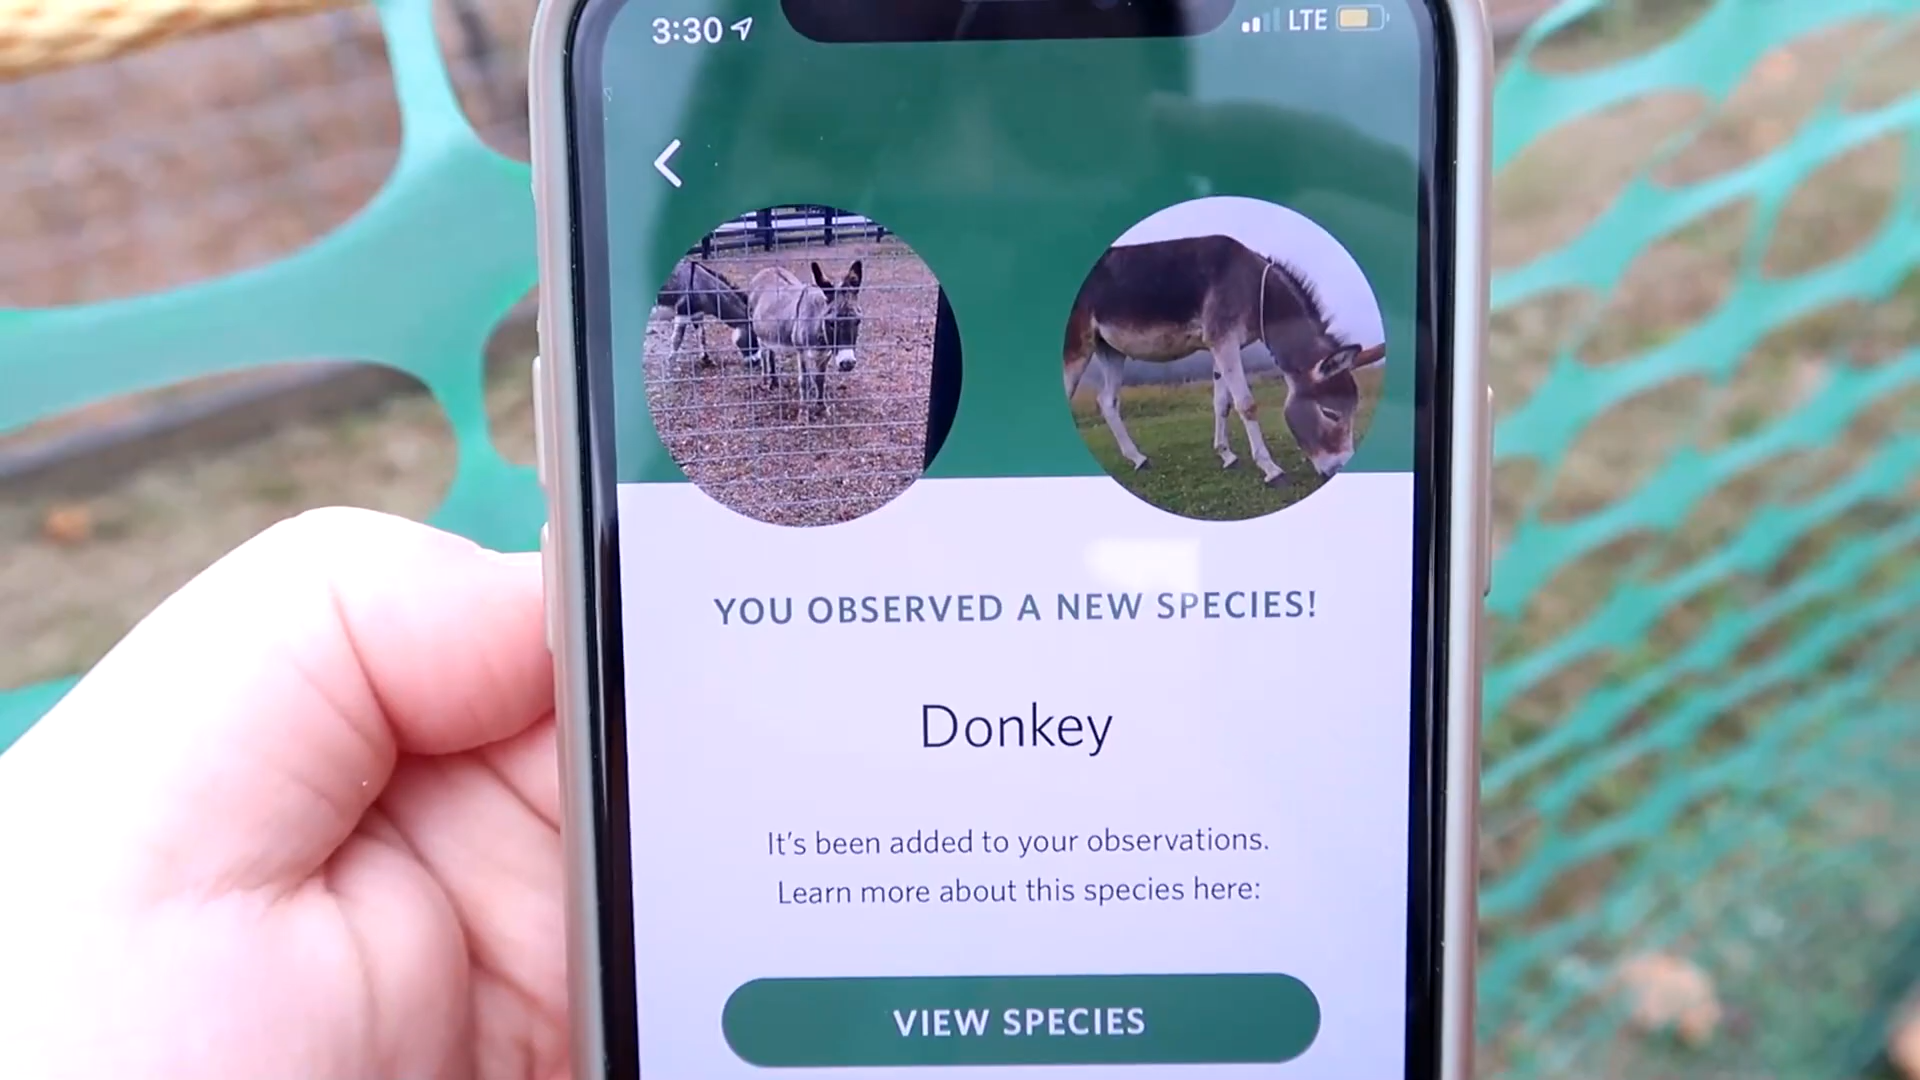 3:30 LTE
YOU OBSERVED A NEW SPECIES!
Donkey
It's been added to your observations.
Learn more about this species here:
VIEW SPECIES